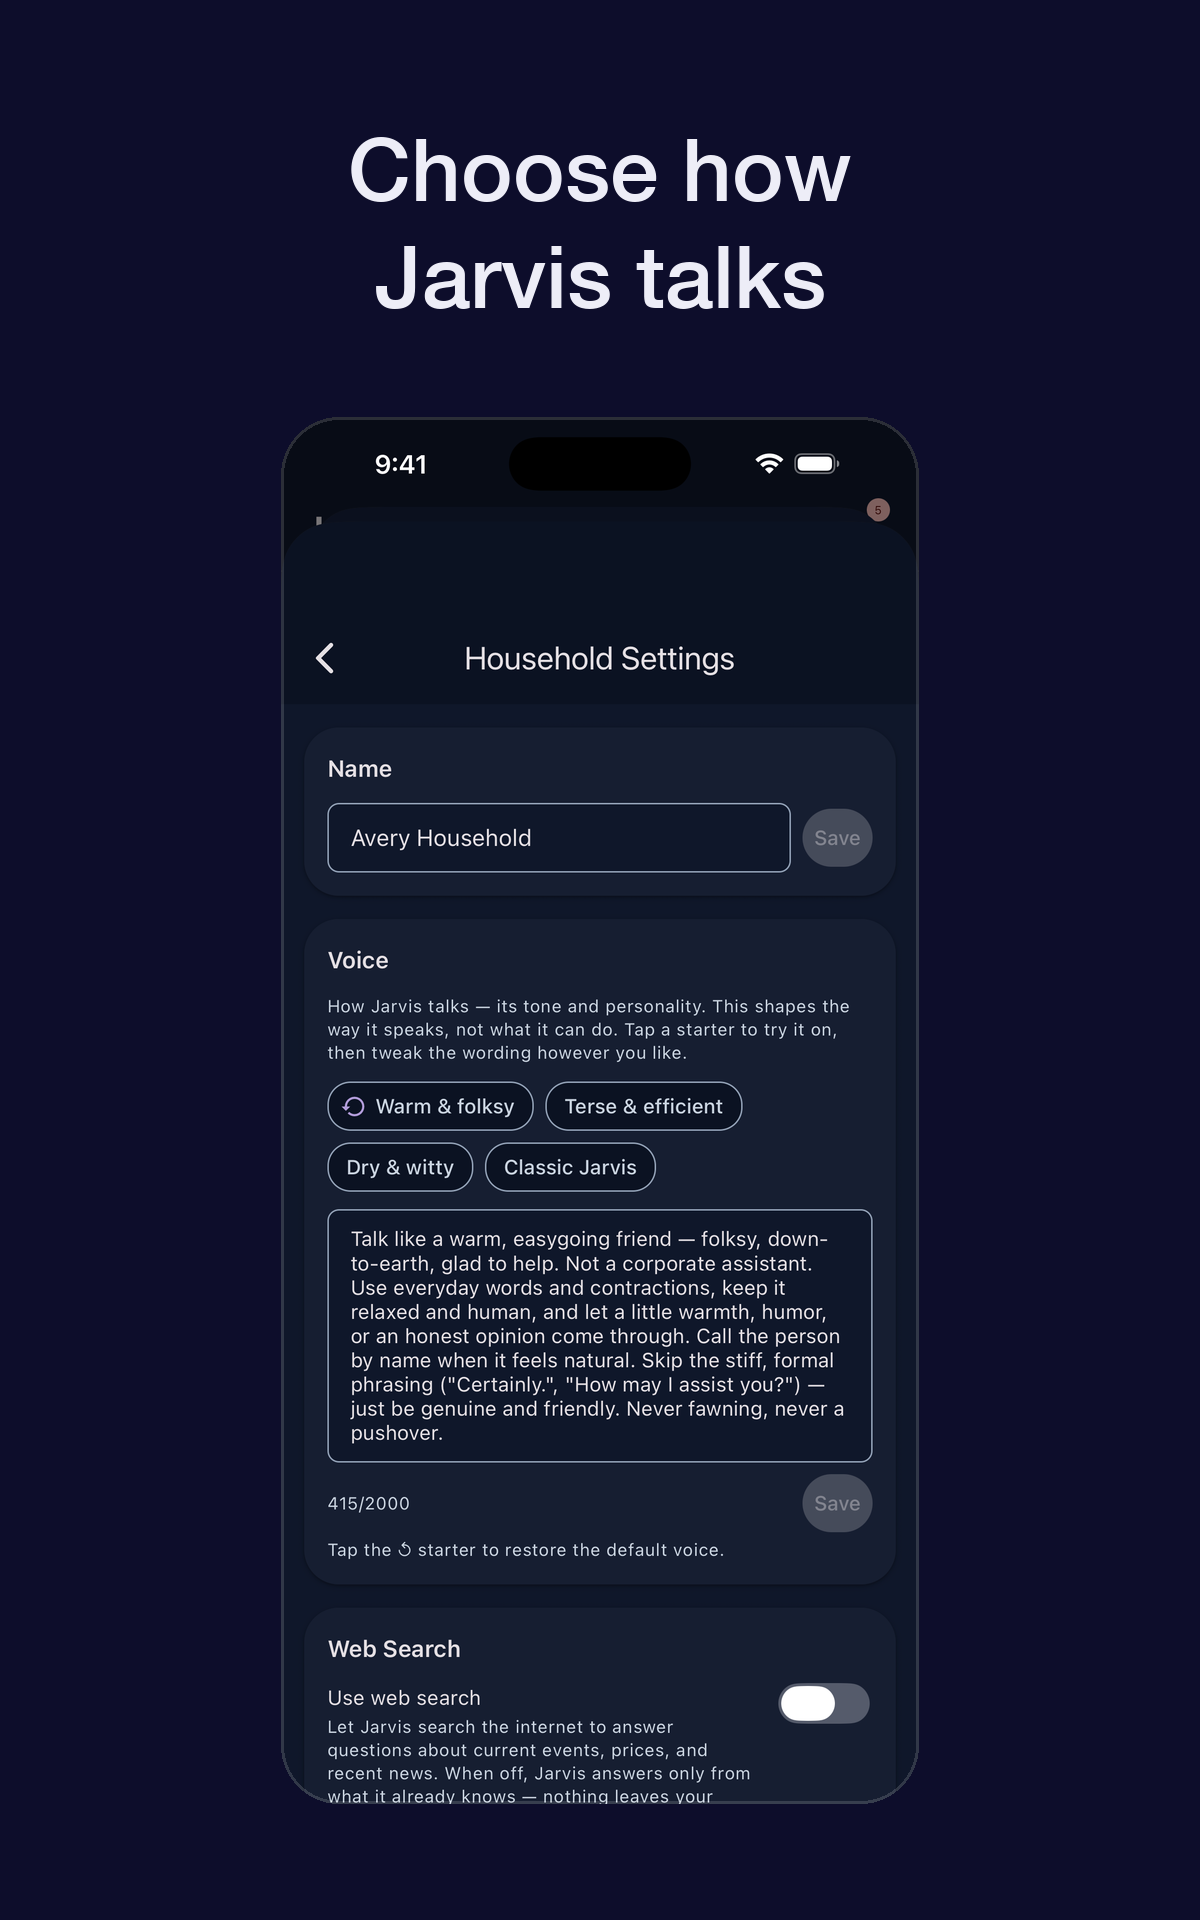 Choose how
Jarvis talks
9:41
5
Household Settings
Name
Avery Household
Save
Voice
How Jarvis talks — its tone and personality. This shapes the
way it speaks, not what it can do. Tap a starter to try it on,
then tweak the wording however you like.
Warm & folksy
Terse & efficient
Dry & witty
Classic Jarvis
Talk like a warm, easygoing friend — folksy, down-
to-earth, glad to help. Not a corporate assistant.
Use everyday words and contractions, keep it
relaxed and human, and let a little warmth, humor,
or an honest opinion come through. Call the person
by name when it feels natural. Skip the stiff, formal
phrasing ("Certainly.", "How may I assist you?") —
just be genuine and friendly. Never fawning, never a
pushover.
415/2000
Save
Tap the ↺ starter to restore the default voice.
Web Search
Use web search
Let Jarvis search the internet to answer
questions about current events, prices, and
recent news. When off, Jarvis answers only from
what it already knows — nothing leaves your